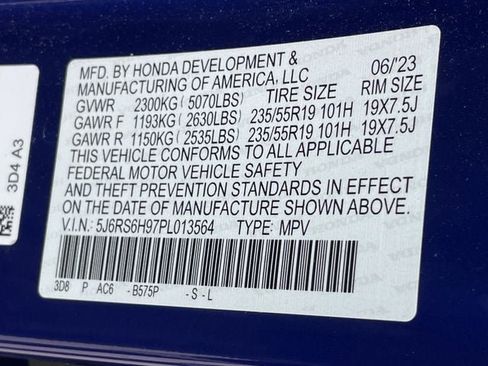 MFD. BY HONDA DEVELOPMENT &
MANUFACTURING OF AMERICA, LLC 06/'23
GVWR 2300KG ( 5070LBS) TIRE SIZE RIM SIZE
GAWR F 1193KG ( 2630LBS) 235/55R19 101H 19X7.5J
GAWR R 1150KG ( 2535LBS) 235/55R19 101H 19X7.5J
THIS VEHICLE CONFORMS TO ALL APPLICABLE
FEDERAL MOTOR VEHICLE SAFETY
AND THEFT PREVENTION STANDARDS IN EFFECT
ON THE DATE OF MANUFACTURE SHOWN ABOVE.
V.I.N.: 5J6RS6H97PL013564 TYPE: MPV
3D8 P AC6 - B575P - S - L
3D4 A3